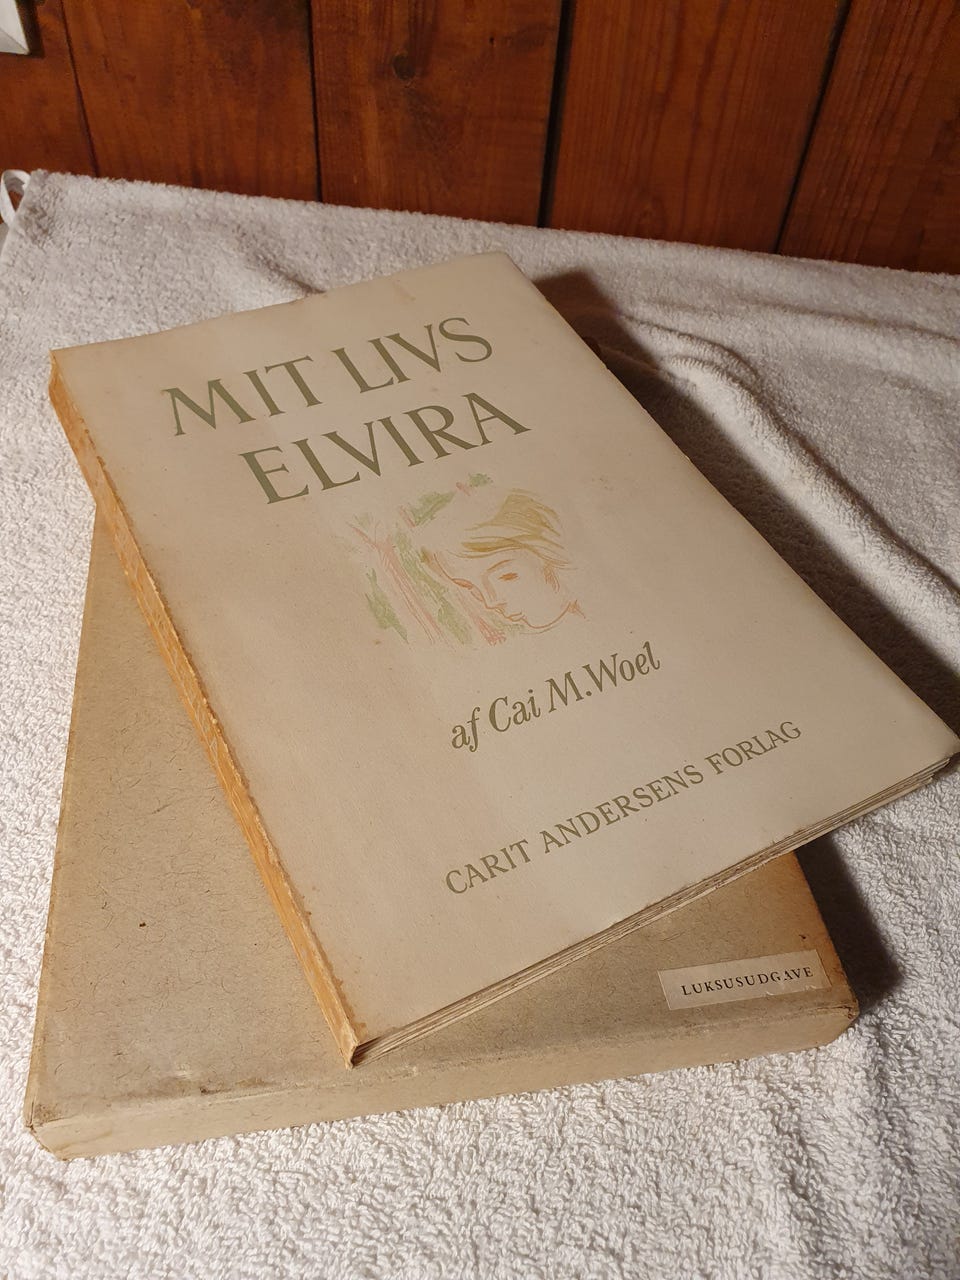 MIT LIVS
ELVIRA
af Cai M. Woel
CARIT ANDERSENS FORLAG
LUKSUSUDGAVE